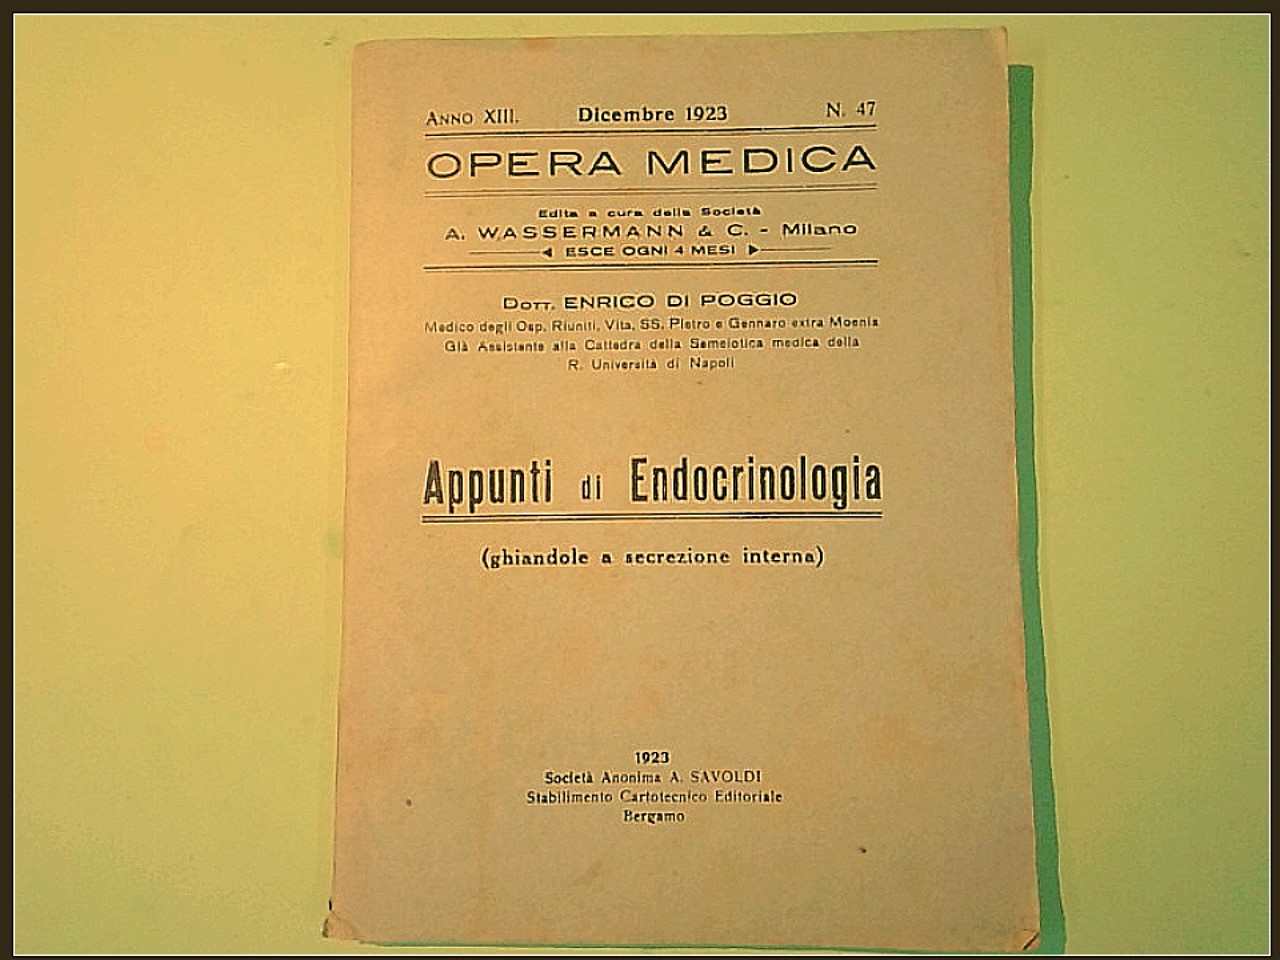 ANNO XIII. Dicembre 1923 N. 47
OPERA MEDICA
Edita a cura della Società
A. WASSERMANN & C. - Milano
ESCE OGNI 4 MESI
DOTT. ENRICO DI POGGIO
Medico degli Osp. Riuniti, Vita, SS. Pietro e Gennaro extra Moenia
Già Assistente alla Cattedra della Semeiotica medica della
R. Università di Napoli
Appunti di Endocrinologia
(ghiandole a secrezione interna)
1923
Società Anonima A. SAVOLDI
Stabilimento Cartotecnico Editoriale
Bergamo